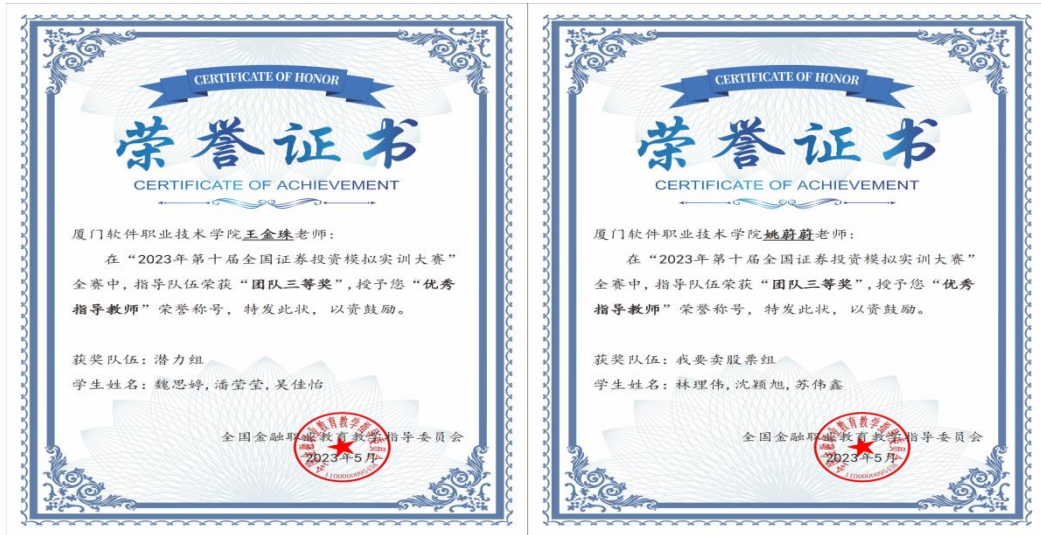 CERTIFICATE OF HONOR
荣誉证书
CERTIFICATE OF ACHIEVEMENT
厦门软件职业技术学院王金珠老师:
在“2023年第十届全国证券投资模拟实训大赛”
全赛中,指导队伍荣获“团队三等奖”,授予您“优秀
指导教师”荣誉称号,特发此状,以资鼓励。
获奖队伍:潜力组
学生姓名:魏思婷,潘莹莹,吴佳怡
全国金融职业教育教学指导委员会
2023年5月
CERTIFICATE OF HONOR
荣誉证书
CERTIFICATE OF ACHIEVEMENT
厦门软件职业技术学院姚蔚蔚老师:
在“2023年第十届全国证券投资模拟实训大赛”
全赛中,指导队伍荣获“团队三等奖”,授予您“优秀
指导教师”荣誉称号,特发此状,以资鼓励。
获奖队伍:我要卖股票组
学生姓名:林理伟,沈颖旭,苏伟鑫
全国金融职业教育教学指导委员会
2023年5月